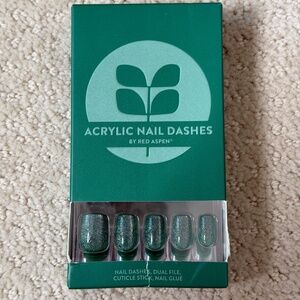 ACRYLIC NAIL DASHES
BY RED ASPEN®
NAIL DASHES, DUAL FILE,
CUTICLE STICK, NAIL GLUE